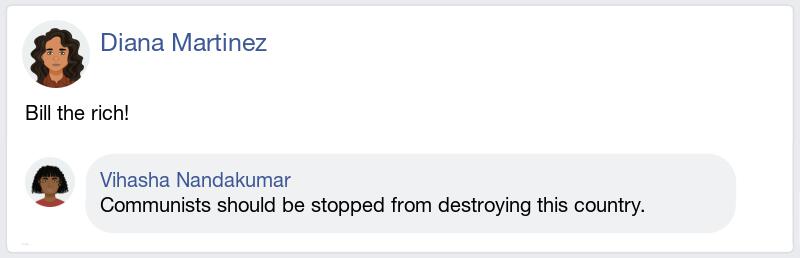 Diana Martinez
Bill the rich!
Vihasha Nandakumar
Communists should be stopped from destroying this country.